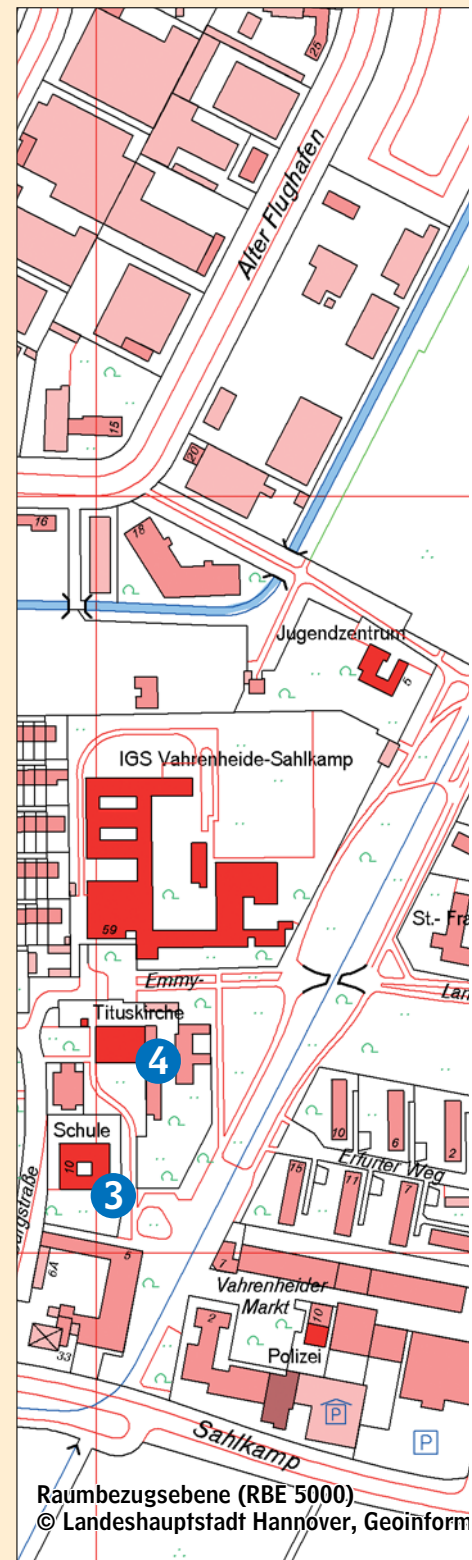 25
Alter Flughafen
15
20
16
18
Jugendzentrum
5
IGS Vahrenheide-Sahlkamp
59
St.- Fra
Emmy-
Lan
Tituskirche
4
10
6
2
Schule
Erfurter Weg
10
15
11
7
3
urgstraße
5
7
6A
Vahrenheider
Markt
2
10
33
Polizei
P
P
Sahlkamp
Raumbezugsebene (RBE 5000)
© Landeshauptstadt Hannover, Geoinform